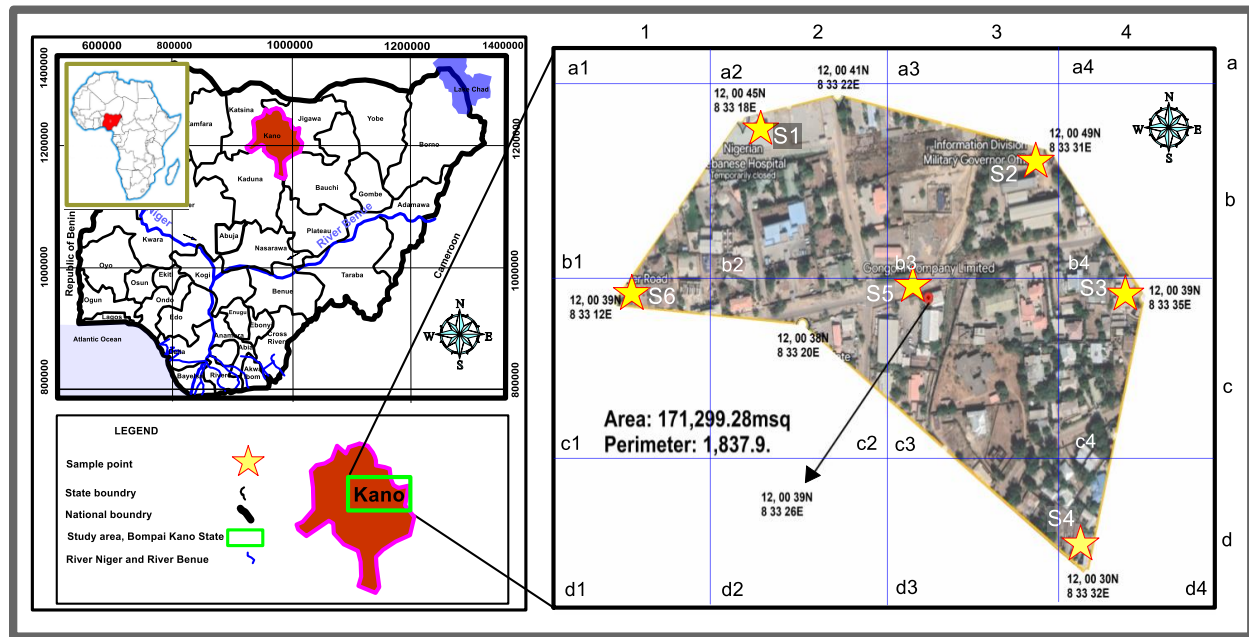 600000
800000
1000000
1200000
1400000
1400000
1200000
1000000
800000
1200000
1000000
800000
Katsina
Jigawa
Yobe
Lake Chad
Kano
Borno
Kaduna
Bauchi
Gombe
Adamawa
Niger
River Benue
Kwara
Abuja
Plateau
Nasarawa
Republic of Benin
Oyo
Ekit
Kogi
Taraba
Cameroon
Osun
Benue
Ogun
Ondo
Edo
Enugu
Ebony
Lagos
Anambra
Cross
River
Abia
Atlantic Ocean
Akwa
Ibom
N
W
E
S
LEGEND
Sample point
State boundry
National boundry
Study area, Bompai Kano State
River Niger and River Benue
Kano
1
2
3
4
a
b
c
d
a1
a2
a3
a4
12, 00 41N
8 33 22E
12, 00 45N
8 33 18E
S1
Nigerian
Lebanese Hospital
Temporarily closed
Information Division
Military Governor
12, 00 49N
8 33 31E
S2
N
W
E
S
b1
b2
b3
b4
Gongoni Company Limited
Road
12, 00 39N
8 33 12E
S6
S5
S3
12, 00 39N
8 33 35E
12, 00 38N
8 33 20E
Area: 171,299.28msq
Perimeter: 1,837.9.
c1
c2
c3
c4
12, 00 39N
8 33 26E
S4
12, 00 30N
8 33 32E
d1
d2
d3
d4